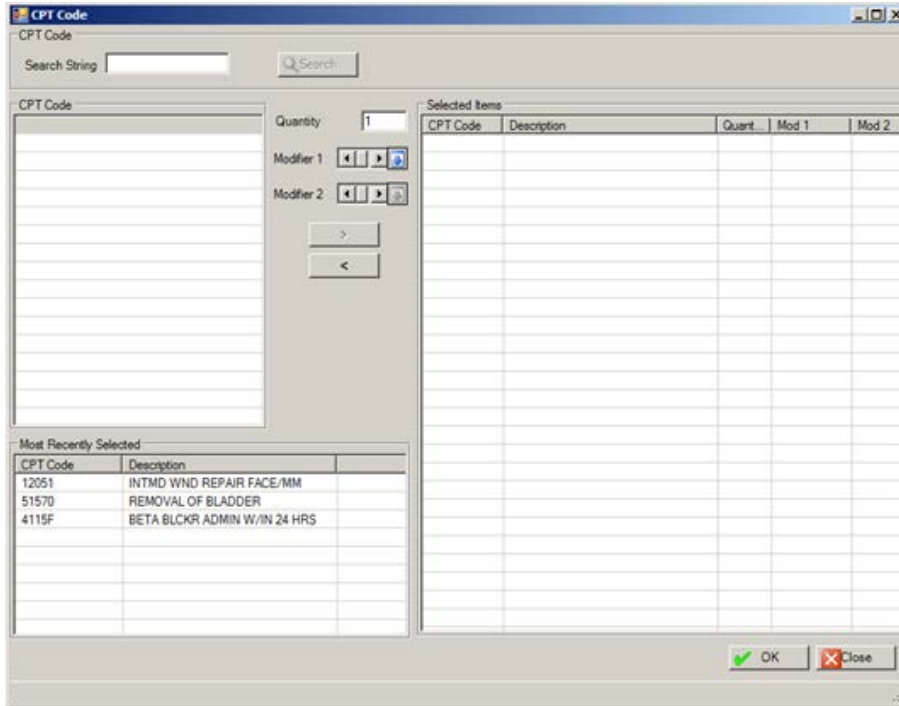 CPT Code
CPT Code
Search String
Search
CPT Code
Quantity 1
Modifier 1
Modifier 2
>
<
Most Recently Selected
CPT Code Description
12051 INTMD WND REPAIR FACE/MM
51570 REMOVAL OF BLADDER
4115F BETA BLCKR ADMIN W/IN 24 HRS
Selected Items
CPT Code Description Quant... Mod 1 Mod 2
OK Close